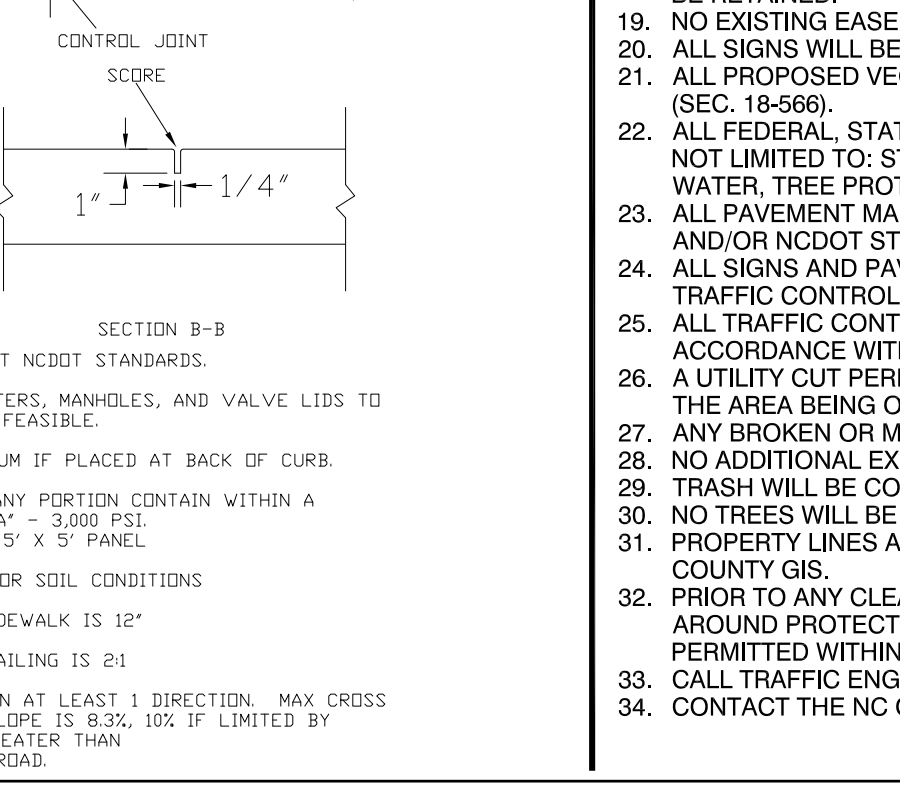 CONTROL JOINT
SCORE
1"
1/4"
SECTION B-B
T NCDOT STANDARDS.
TERS, MANHOLES, AND VALVE LIDS TO
FEASIBLE.
UM IF PLACED AT BACK OF CURB.
ANY PORTION CONTAIN WITHIN A
A" - 3,000 PSI.
5' X 5' PANEL
OR SOIL CONDITIONS
DEWALK IS 12"
AILING IS 2:1
N AT LEAST 1 DIRECTION. MAX CROSS
LOPE IS 8.3%, 10% IF LIMITED BY
EATER THAN
ROAD.
BE RETAINED.
19. NO EXISTING EASE
20. ALL SIGNS WILL BE
21. ALL PROPOSED VE
(SEC. 18-566).
22. ALL FEDERAL, STAT
NOT LIMITED TO: ST
WATER, TREE PROT
23. ALL PAVEMENT MA
AND/OR NCDOT ST
24. ALL SIGNS AND PAV
TRAFFIC CONTROL
25. ALL TRAFFIC CONT
ACCORDANCE WITH
26. A UTILITY CUT PERM
THE AREA BEING O
27. ANY BROKEN OR M
28. NO ADDITIONAL EX
29. TRASH WILL BE CO
30. NO TREES WILL BE
31. PROPERTY LINES A
COUNTY GIS.
32. PRIOR TO ANY CLEA
AROUND PROTECT
PERMITTED WITHIN
33. CALL TRAFFIC ENG
34. CONTACT THE NC